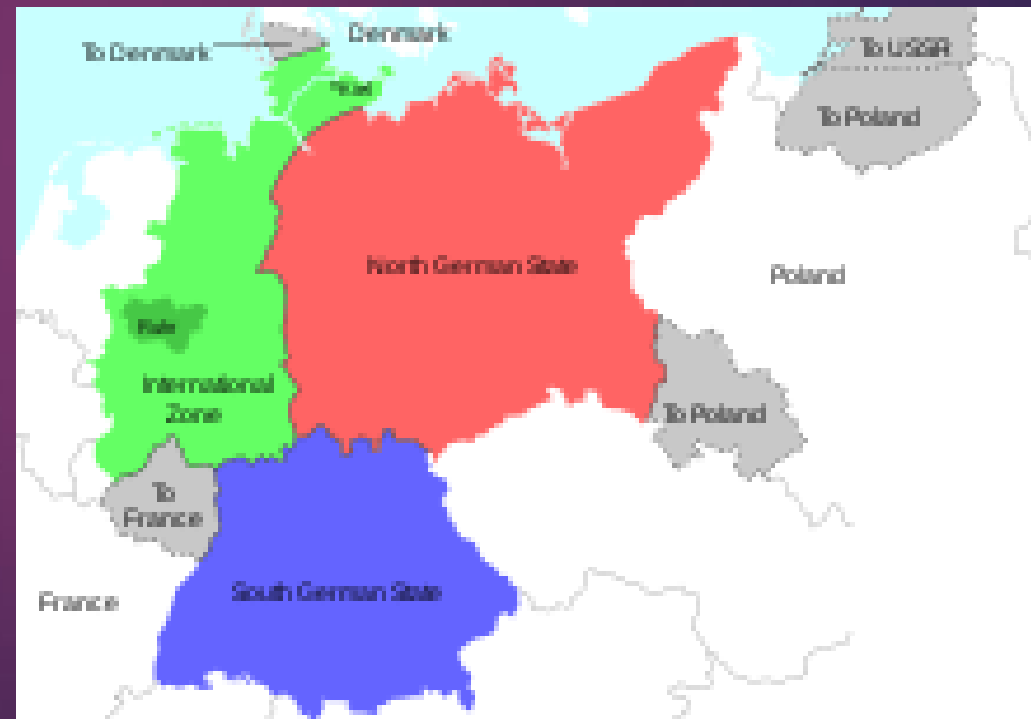 Denmark
To Denmark
To USSR
Kiel
To Poland
North German State
Poland
Ruhr
International
Zone
To Poland
To
France
South German State
France